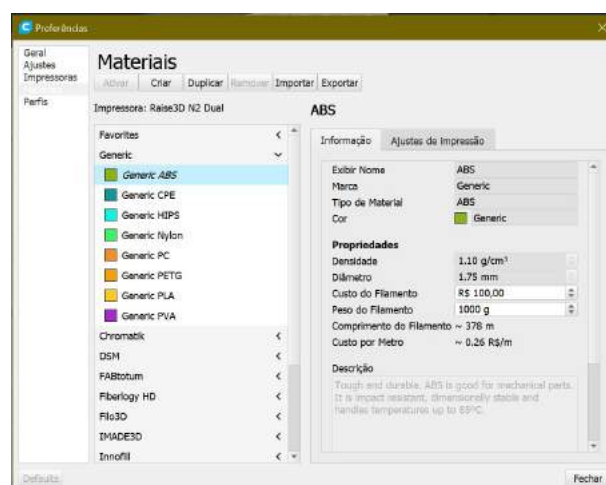 Preferências
Geral
Ajustes
Impressoras
Perfis
Materiais
Ativar Criar Duplicar Remover Importar Exportar
Impressora: Raise3D N2 Dual
ABS
Favorites
Generic
Generic ABS
Generic CPE
Generic HIPS
Generic Nylon
Generic PC
Generic PETG
Generic PLA
Generic PVA
Chromatik
DSM
FABtotum
Fiberlogy HD
Filo3D
IMADE3D
Innofill
Informação Ajustes de Impressão
Exibir Nome ABS
Marca Generic
Tipo de Material ABS
Cor Generic
Propriedades
Densidade 1.10 g/cm³
Diâmetro 1.75 mm
Custo do Filamento R$ 100,00
Peso do Filamento 1000 g
Comprimento do Filamento ~ 378 m
Custo por Metro ~ 0.26 R$/m
Descrição
Tough and durable, ABS is good for mechanical parts.
It is impact resistant, dimensionally stable and
handles temperatures up to 85ºC.
Defaults
Fechar